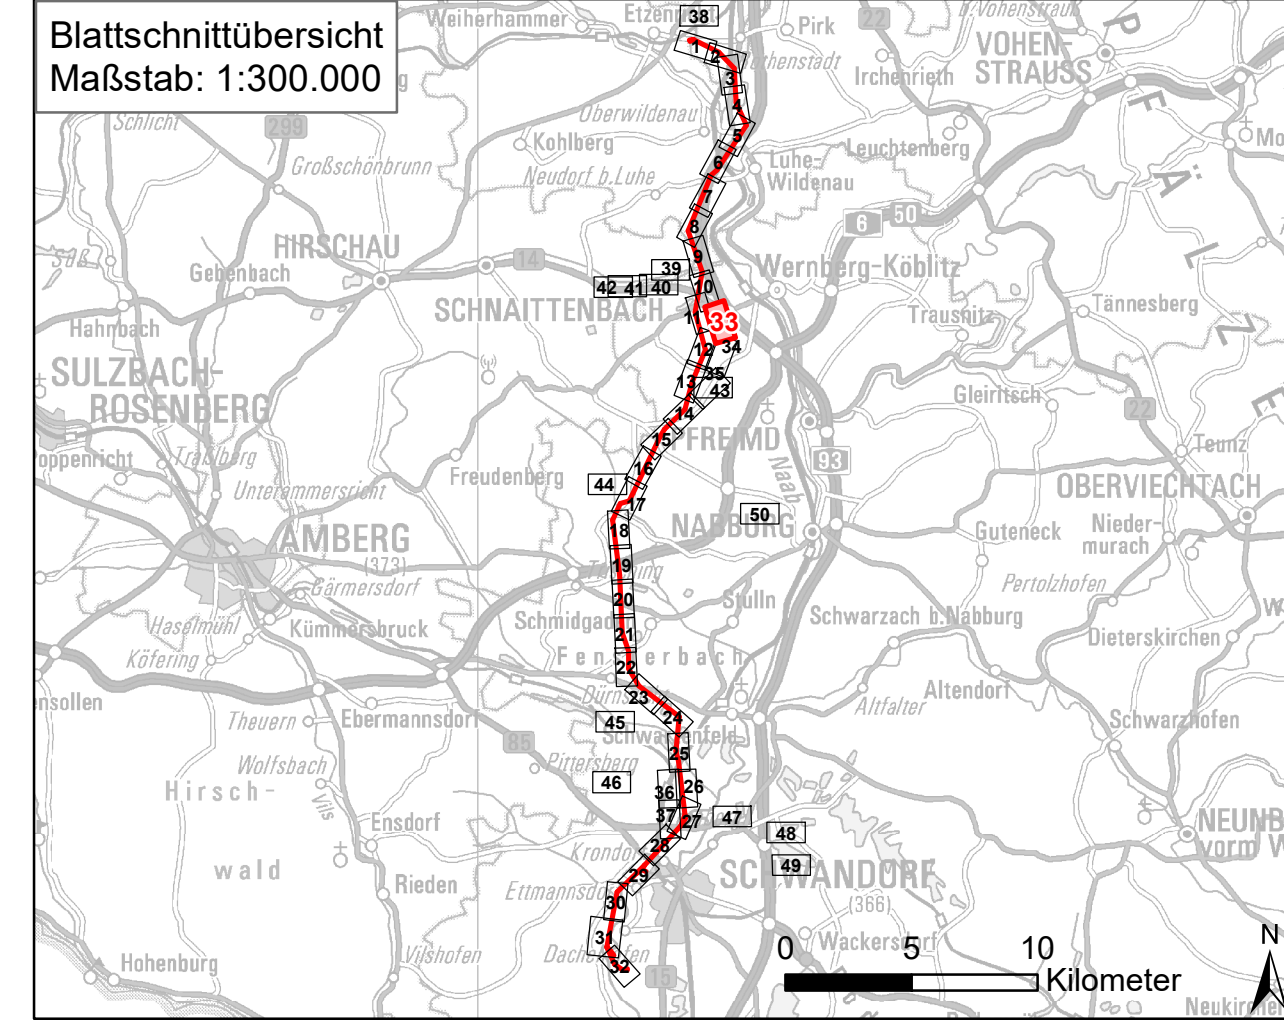 Blattschnittübersicht
Maßstab: 1:300.000
Weiherhammer
38
Pirk
22
VOHEN-
STRAUSS
Irchenrieth
1
2
3
4
5
6
7
8
9
10
11
12
13
14
15
16
17
18
19
20
21
22
23
24
25
26
27
28
29
30
31
32
33
34
35
36
37
39
40
41
42
43
44
45
46
47
48
49
50
Schlicht
299
Großschönbrunn
Oberwildenau
Kohlberg
Neudorf b.Luhe
Luhe-
Wildenau
Leuchtenberg
P F Ä L Z E
6
50
HIRSCHAU
Gebenbach
14
Wernberg-Köblitz
SCHNAITTENBACH
Hahnbach
Tännesberg
Trausnitz
SULZBACH-
ROSENBERG
Gleiritsch
22
PFREIMD
Teunz
Traßlberg
Freudenberg
93
Naab
Unterammersricht
OBERVIECHTACH
AMBERG
(373)
NABBURG
Guteneck
Nieder-
murach
Gärmersdorf
Pertolzhofen
Stulln
Haselmühl
Kümmersbruck
Schwarzach b.Nabburg
Dieterskirchen
Köfering
Altendorf
Altfalter
Theuern
Ebermannsdorf
Schwarzhofen
85
Pittersberg
Wolfsbach
Hirsch-
wald
Vils
Ensdorf
Rieden
SCHWANDORF
(366)
Wackersdorf
Vilshofen
Hohenburg
15
0 5 10
Kilometer
N